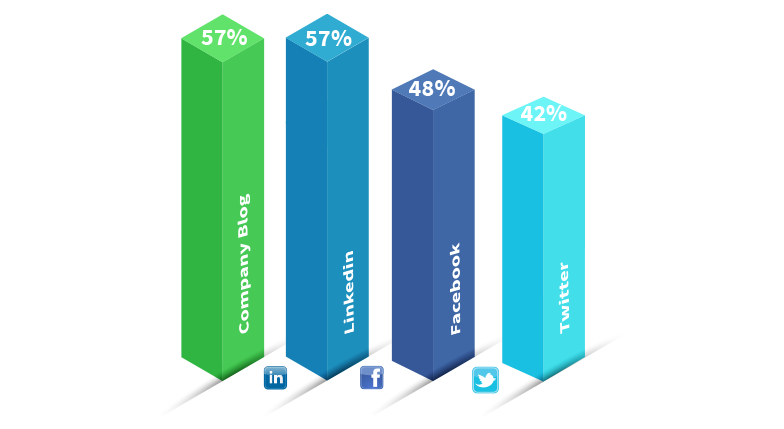 57%
57%
48%
42%
Company Blog
Linkedin
Facebook
Twitter
in
f